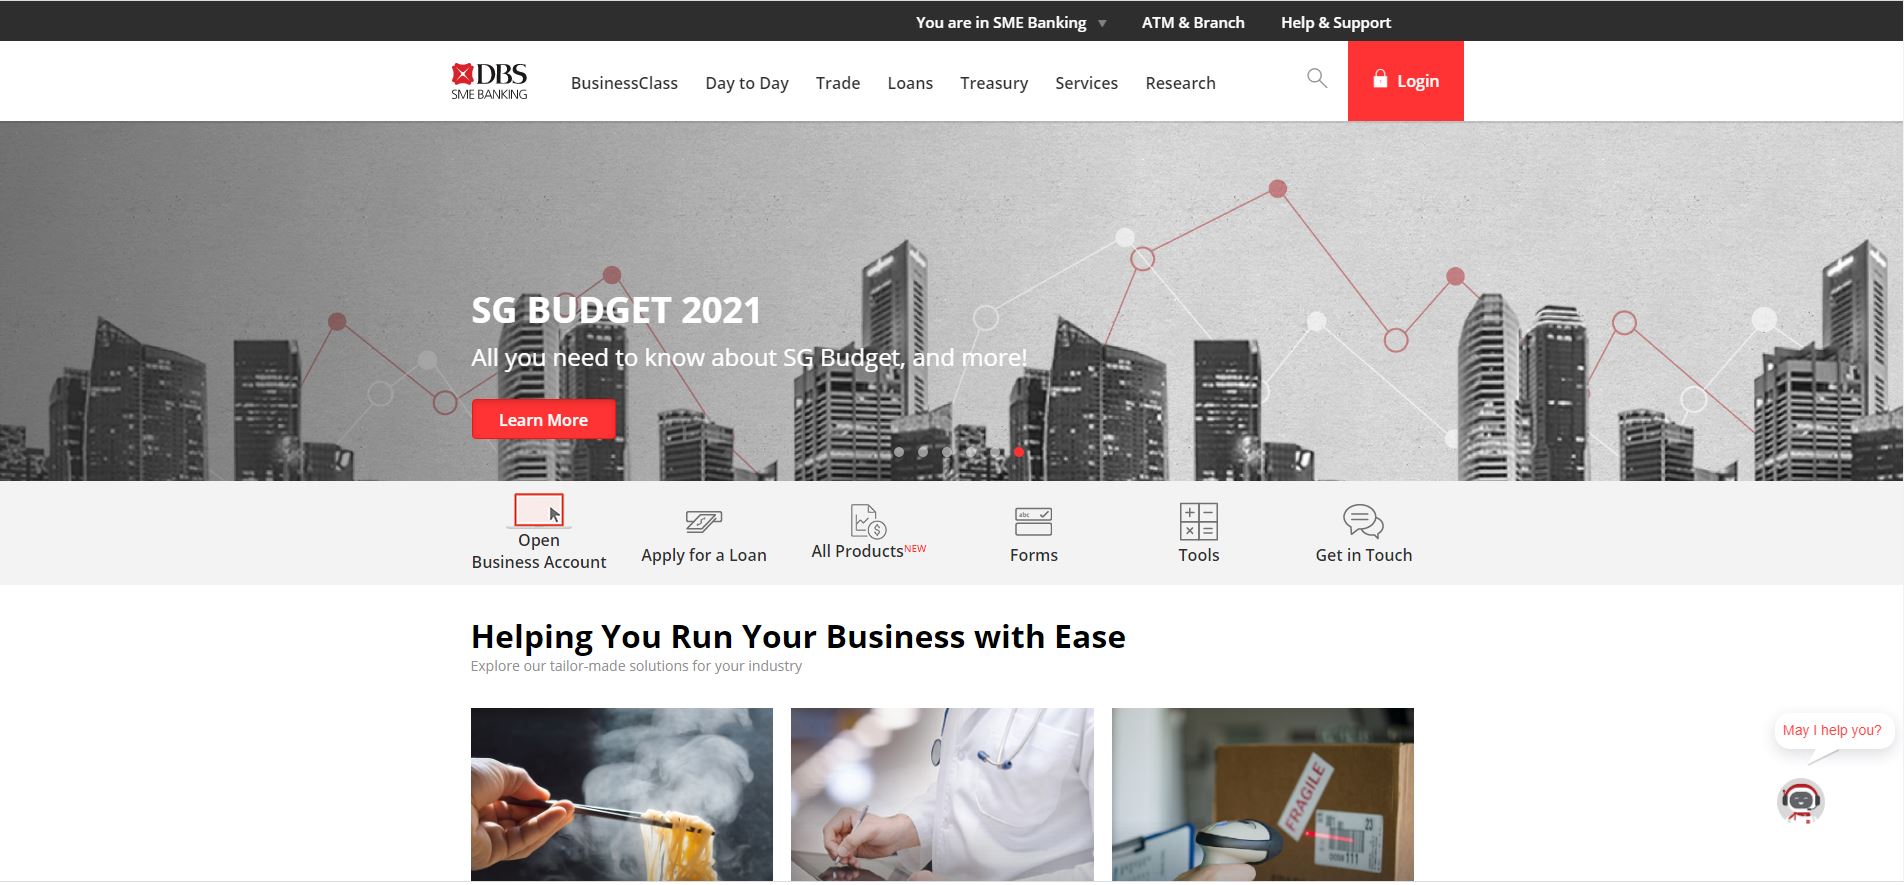 You are in SME Banking
ATM & Branch
Help & Support
DBS
SME BANKING
BusinessClass
Day to Day
Trade
Loans
Treasury
Services
Research
Login
SG BUDGET 2021
All you need to know about SG Budget, and more!
Learn More
Open
Business Account
Apply for a Loan
All Products NEW
abc
Forms
Tools
Get in Touch
Helping You Run Your Business with Ease
Explore our tailor-made solutions for your industry
FRAGILE
23
111
May I help you?